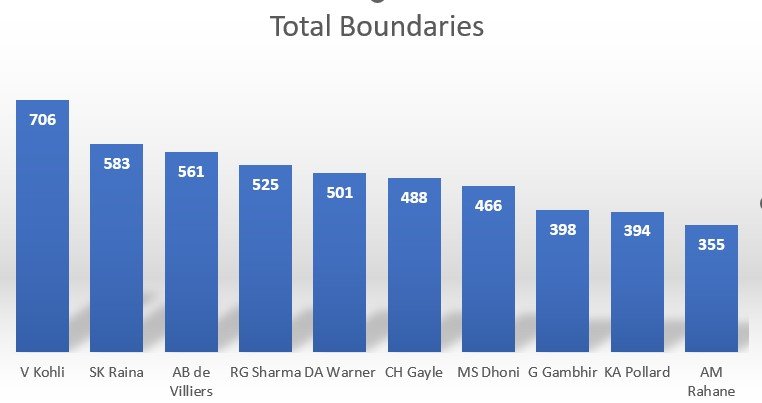 Total Boundaries
706
583
561
525
501
488
466
398
394
355
V Kohli
SK Raina
AB de
Villiers
RG Sharma
DA Warner
CH Gayle
MS Dhoni
G Gambhir
KA Pollard
AM
Rahane